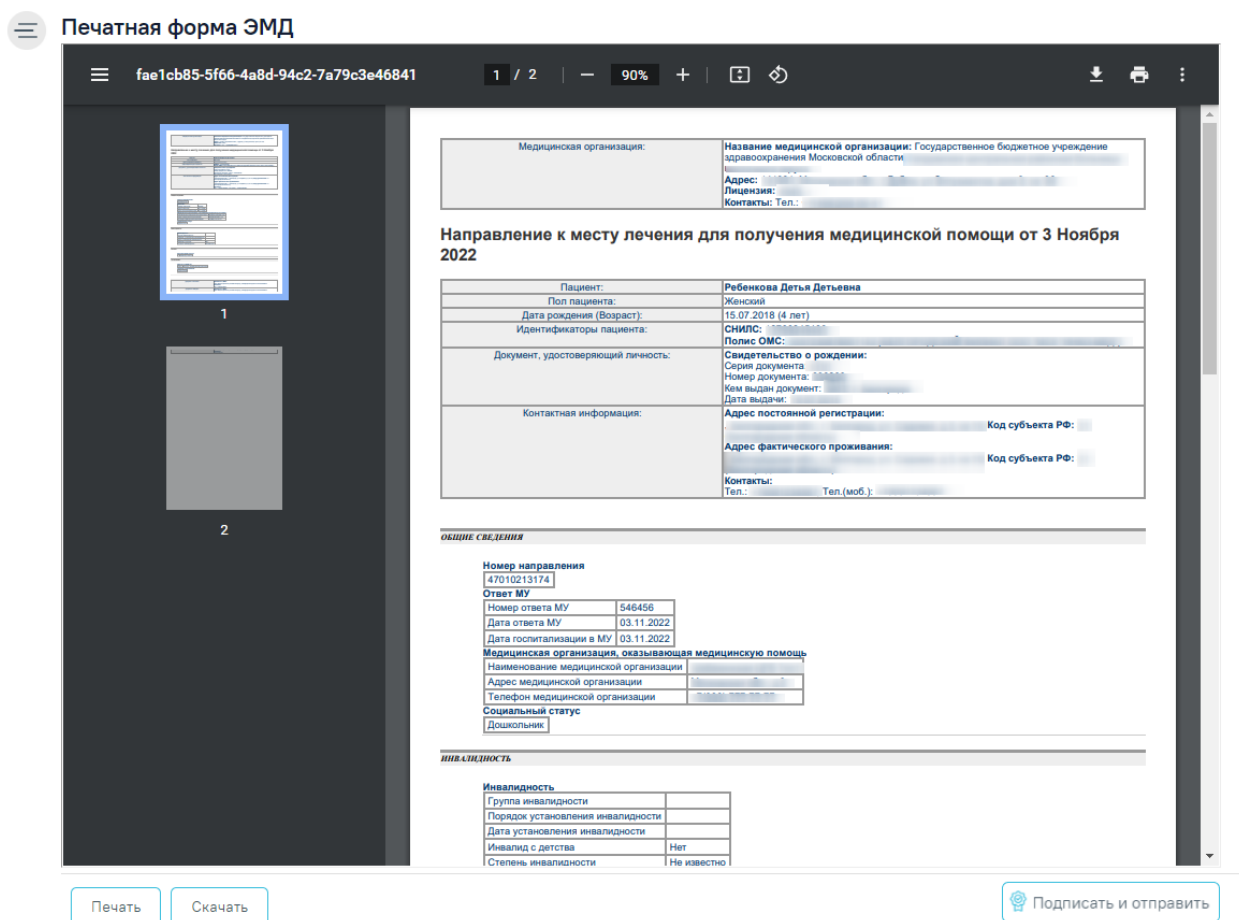 Печатная форма ЭМД
fae1cb85-5f66-4a8d-94c2-7a79c3e46841
1 / 2
90%
1
2
Медицинская организация:
Название медицинской организации: Государственное бюджетное учреждение
здравоохранения Московской области
Адрес:
Лицензия:
Контакты: Тел.:
Направление к месту лечения для получения медицинской помощи от 3 Ноября
2022
Пациент: Ребенкова Детья Детьевна
Пол пациента: Женский
Дата рождения (Возраст): 15.07.2018 (4 лет)
Идентификаторы пациента: СНИЛС:
Полис ОМС:
Документ, удостоверяющий личность: Свидетельство о рождении:
Серия документа
Номер документа:
Кем выдан документ:
Дата выдачи:
Контактная информация: Адрес постоянной регистрации:
Код субъекта РФ:
Адрес фактического проживания:
Код субъекта РФ:
Контакты:
Тел.: Тел.(моб.):
ОБЩИЕ СВЕДЕНИЯ
Номер направления
47010213174
Ответ МУ
Номер ответа МУ 546456
Дата ответа МУ 03.11.2022
Дата госпитализации в МУ 03.11.2022
Медицинская организация, оказывающая медицинскую помощь
Наименование медицинской организации
Адрес медицинской организации
Телефон медицинской организации
Социальный статус
Дошкольник
ИНВАЛИДНОСТЬ
Инвалидность
Группа инвалидности
Порядок установления инвалидности
Дата установления инвалидности
Инвалид с детства Нет
Степень инвалидности Не известно
Печать
Скачать
Подписать и отправить